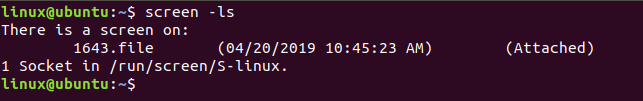 linux@ubuntu:~$ screen -ls
There is a screen on:
        1643.file       (04/20/2019 10:45:23 AM)        (Attached)
1 Socket in /run/screen/S-linux.
linux@ubuntu:~$